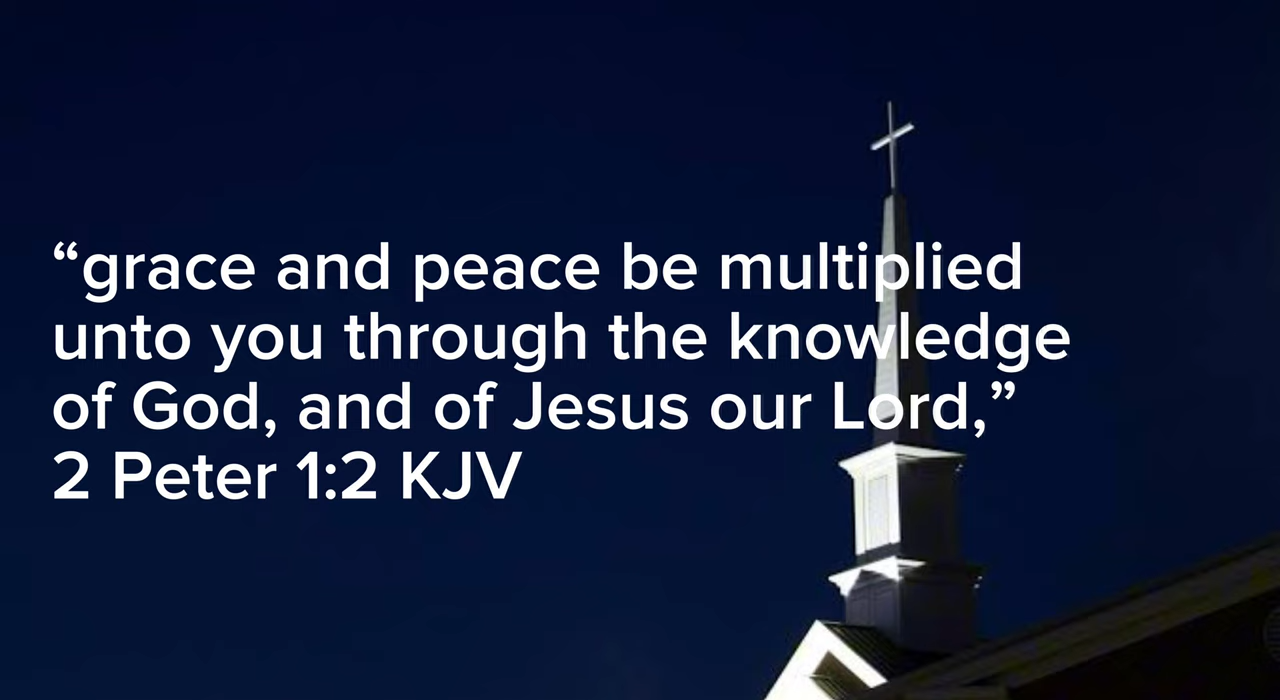 “grace and peace be multiplied
unto you through the knowledge
of God, and of Jesus our Lord,”
2 Peter 1:2 KJV